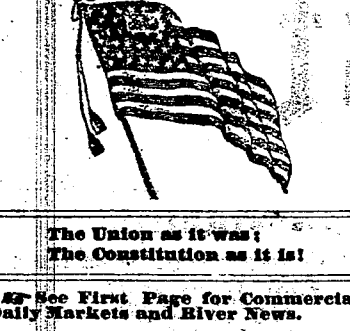 The Union as it was;
The Constitution as it is!
See First Page for Commercia
Daily Markets and River News.